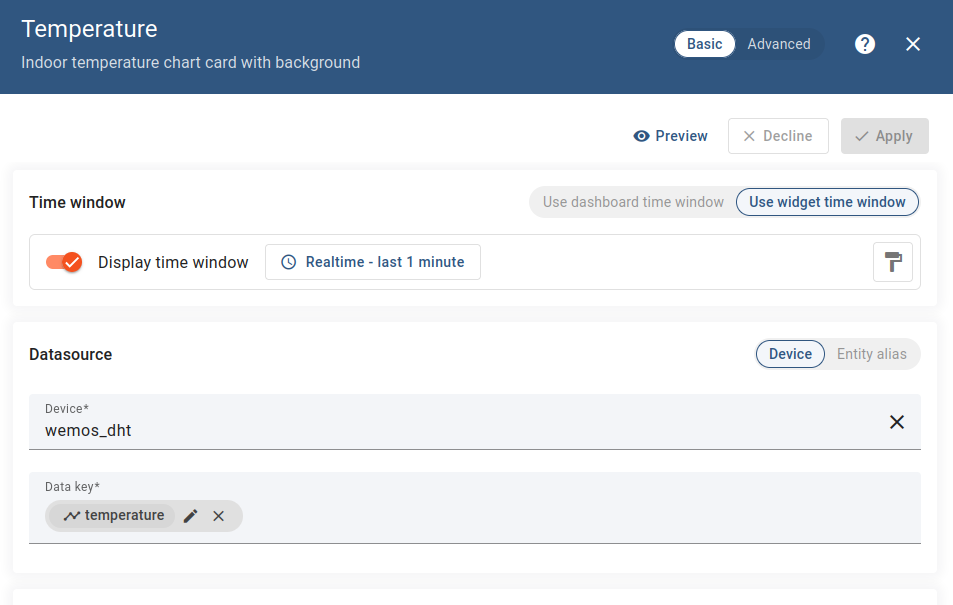 Temperature
Indoor temperature chart card with background
Basic
Advanced
?
Preview
Decline
Apply
Time window
Use dashboard time window
Use widget time window
Display time window
Realtime - last 1 minute
Datasource
Device
Entity alias
Device*
wemos_dht
Data key*
temperature